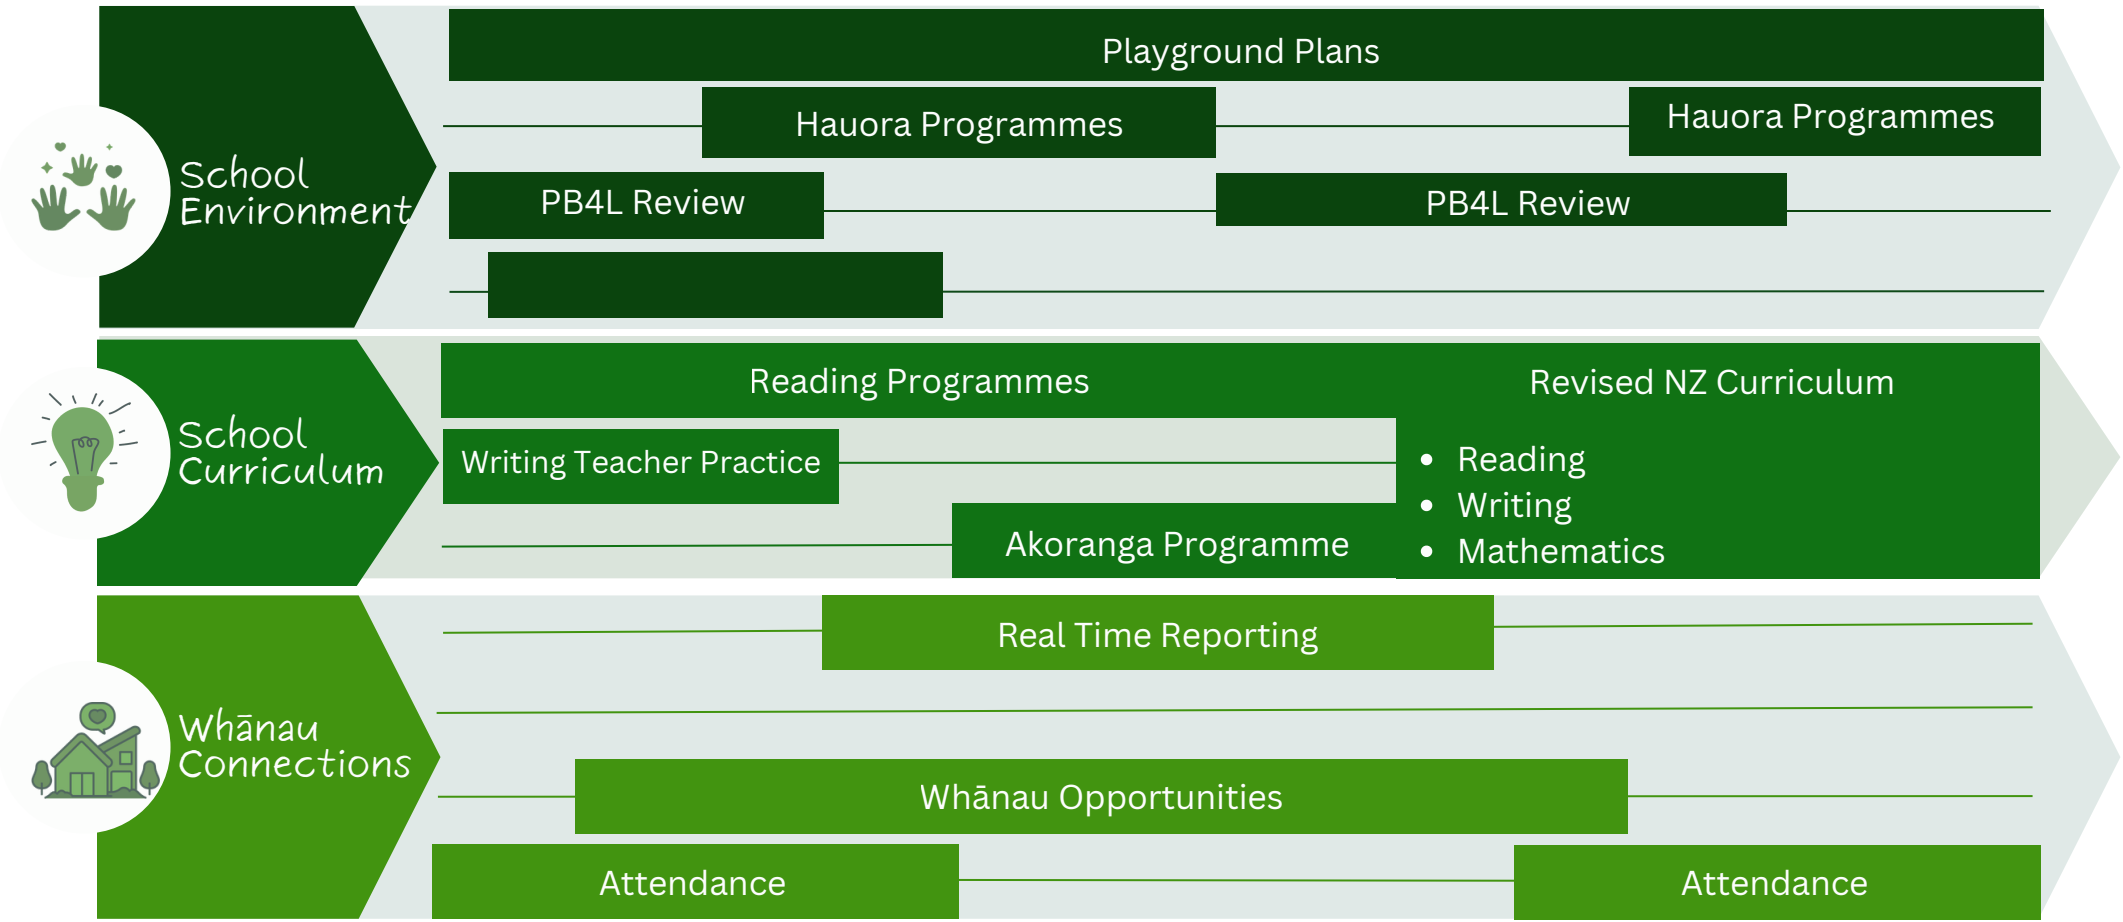 School
Environment
Playground Plans
Hauora Programmes
Hauora Programmes
PB4L Review
PB4L Review
School
Curriculum
Reading Programmes
Revised NZ Curriculum
Writing Teacher Practice
• Reading
• Writing
• Mathematics
Akoranga Programme
Whānau
Connections
Real Time Reporting
Whānau Opportunities
Attendance
Attendance